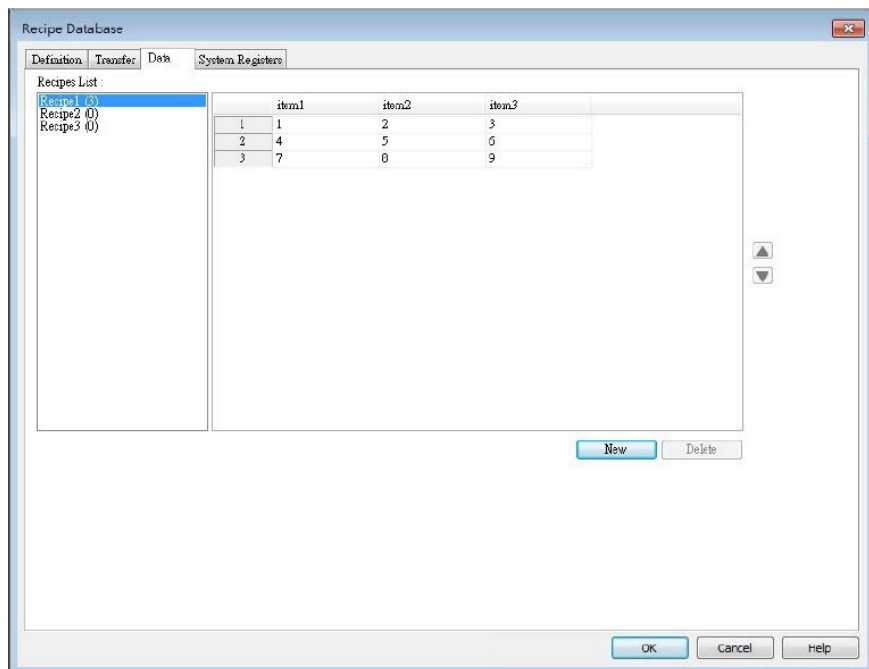 Recipe Database
Definition Transfer Data System Registers
Recipes List :
Recipe1 (3)
Recipe2 (0)
Recipe3 (0)
item1 item2 item3
1 1 2 3
2 4 5 6
3 7 8 9
New Delete
OK Cancel Help